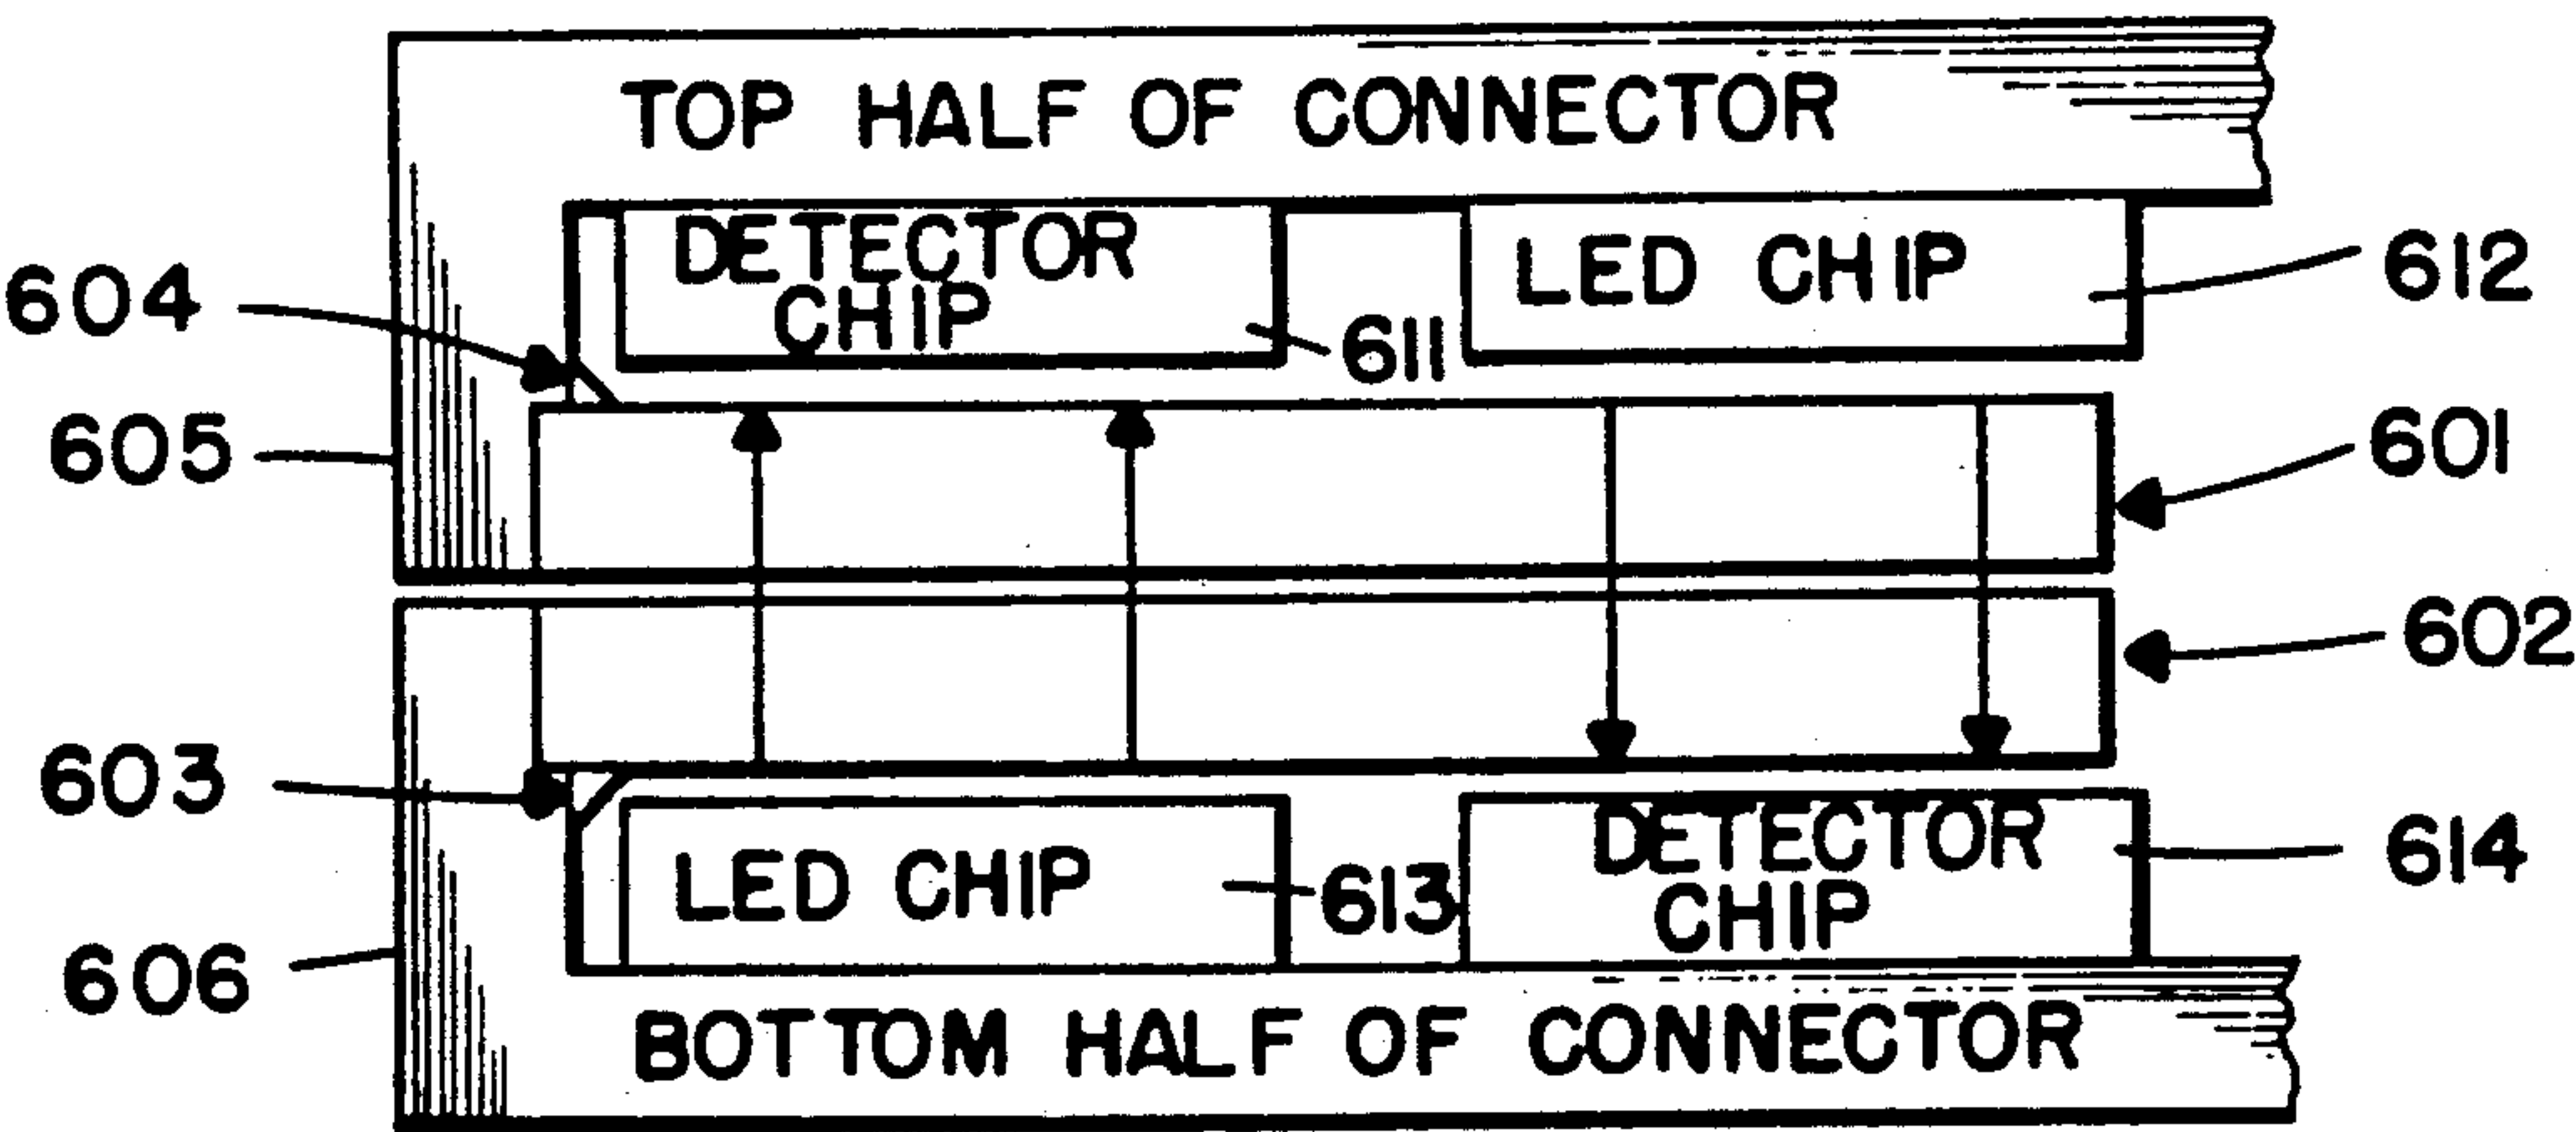 TOP HALF OF CONNECTOR
DETECTOR
CHIP
LED CHIP
604
612
611
605
601
602
603
LED CHIP
613
DETECTOR
CHIP
614
606
BOTTOM HALF OF CONNECTOR